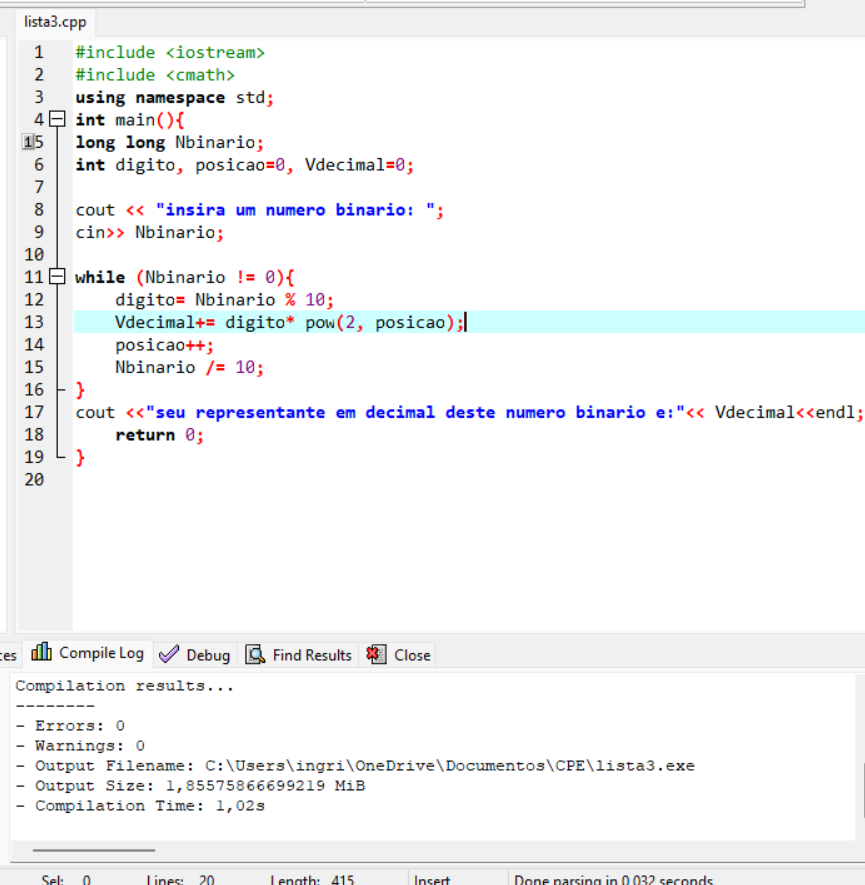 lista3.cpp
1 #include <iostream>
2 #include <cmath>
3 using namespace std;
4 int main(){
15 long long Nbinario;
6 int digito, posicao=0, Vdecimal=0;
7
8 cout << "insira um numero binario: ";
9 cin>> Nbinario;
10
11 while (Nbinario != 0){
12     digito= Nbinario % 10;
13     Vdecimal+= digito* pow(2, posicao);
14     posicao++;
15     Nbinario /= 10;
16 }
17 cout <<"seu representante em decimal deste numero binario e:"<< Vdecimal<<endl;
18     return 0;
19 }
20
ces Compile Log Debug Find Results Close
Compilation results...
--------
- Errors: 0
- Warnings: 0
- Output Filename: C:\Users\ingri\OneDrive\Documentos\CPE\lista3.exe
- Output Size: 1,85575866699219 MiB
- Compilation Time: 1,02s
Sel: 0 Lines: 20 Length: 415 Insert Done parsing in 0,032 seconds